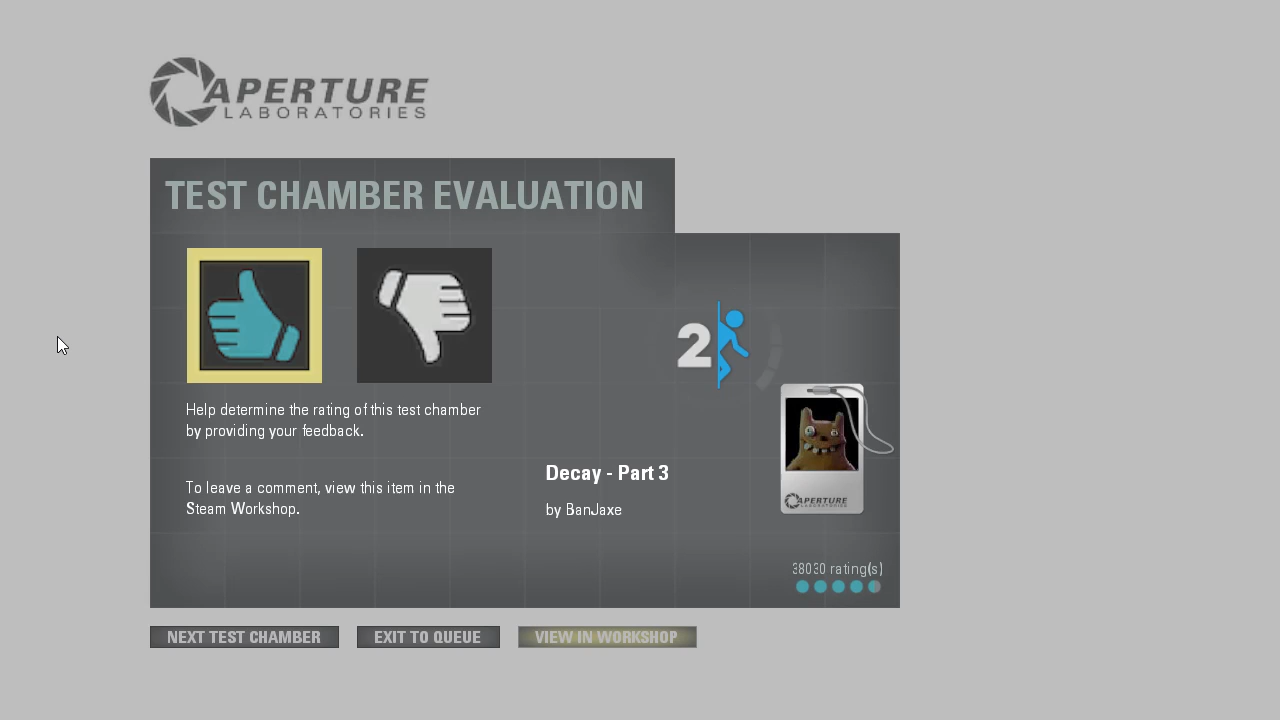 APERTURE
LABORATORIES
TEST CHAMBER EVALUATION
Help determine the rating of this test chamber
by providing your feedback.
To leave a comment, view this item in the
Steam Workshop.
2
Decay - Part 3
by BanJaxe
APERTURE
LABORATORIES
38030 rating(s)
NEXT TEST CHAMBER
EXIT TO QUEUE
VIEW IN WORKSHOP